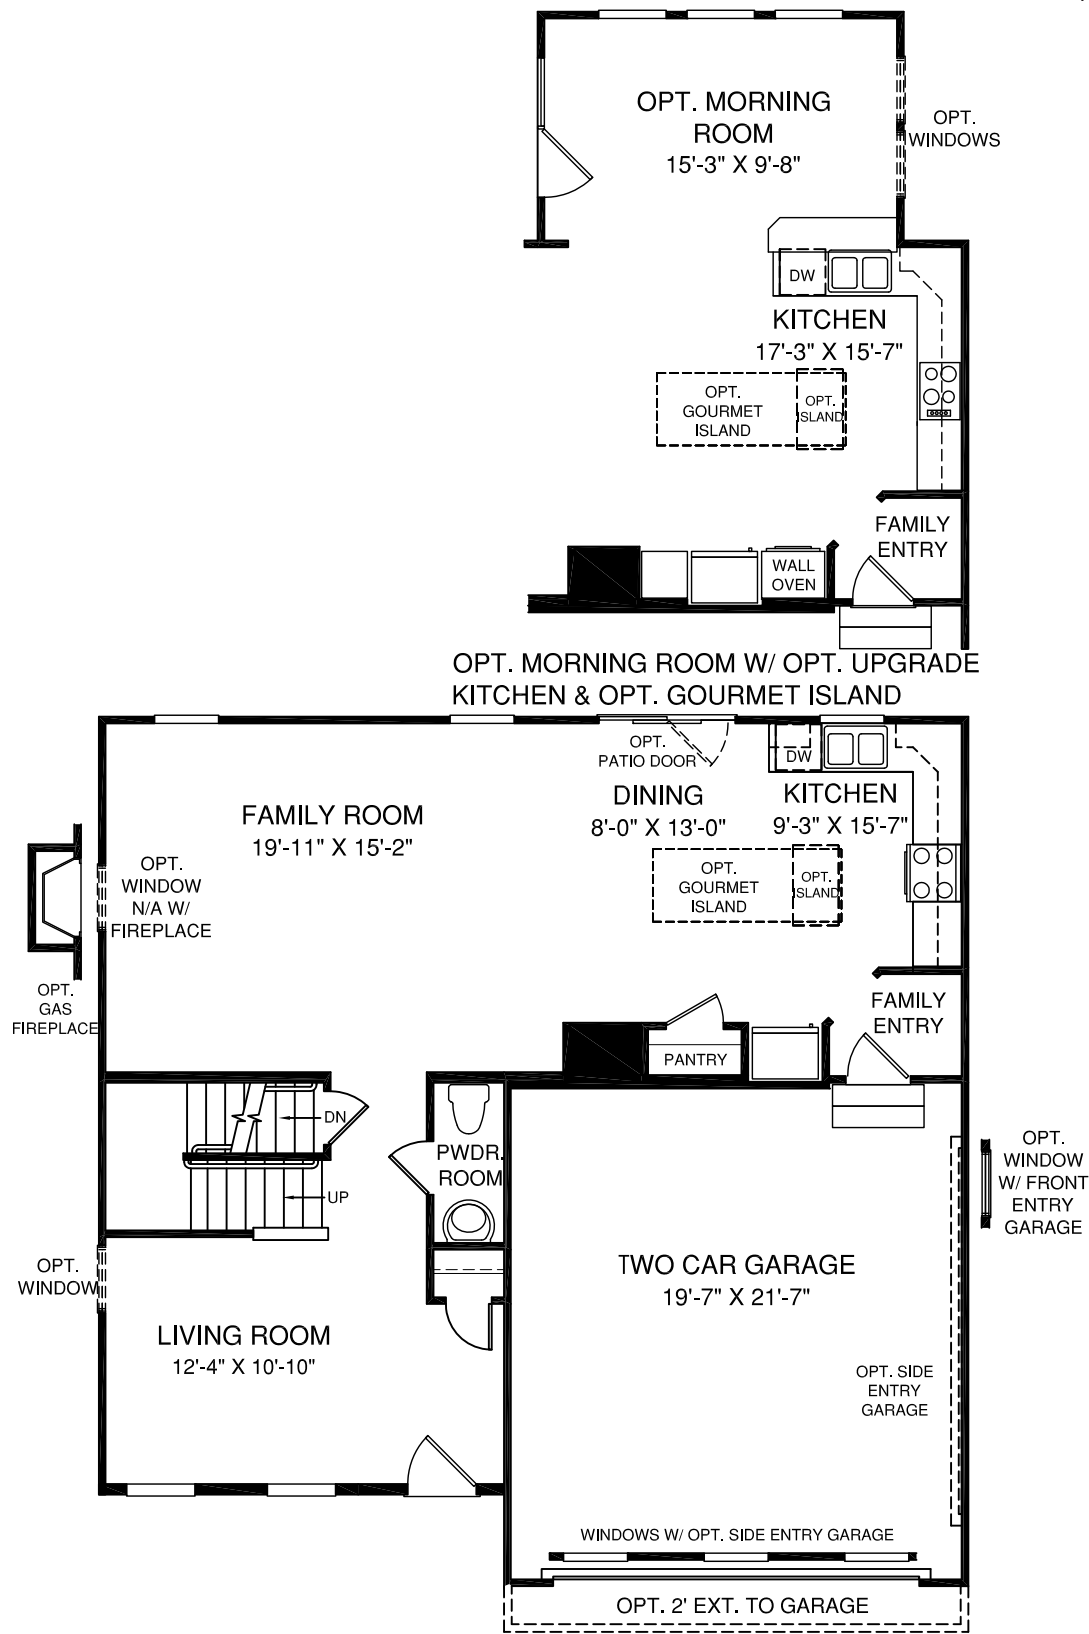 OPT. MORNING
ROOM
15'-3" X 9'-8"
OPT.
WINDOWS
DW
KITCHEN
17'-3" X 15'-7"
OPT.
GOURMET
ISLAND
OPT.
ISLAND
FAMILY
ENTRY
WALL
OVEN
OPT. MORNING ROOM W/ OPT. UPGRADE
KITCHEN & OPT. GOURMET ISLAND
OPT.
PATIO DOOR
DW
FAMILY ROOM
19'-11" X 15'-2"
DINING
8'-0" X 13'-0"
KITCHEN
9'-3" X 15'-7"
OPT.
WINDOW
N/A W/
FIREPLACE
OPT.
GOURMET
ISLAND
OPT.
ISLAND
OPT.
GAS
FIREPLACE
FAMILY
ENTRY
PANTRY
DN
UP
PWDR.
ROOM
OPT.
WINDOW
W/ FRONT
ENTRY
GARAGE
OPT.
WINDOW
TWO CAR GARAGE
19'-7" X 21'-7"
LIVING ROOM
12'-4" X 10'-10"
OPT. SIDE
ENTRY
GARAGE
WINDOWS W/ OPT. SIDE ENTRY GARAGE
OPT. 2' EXT. TO GARAGE